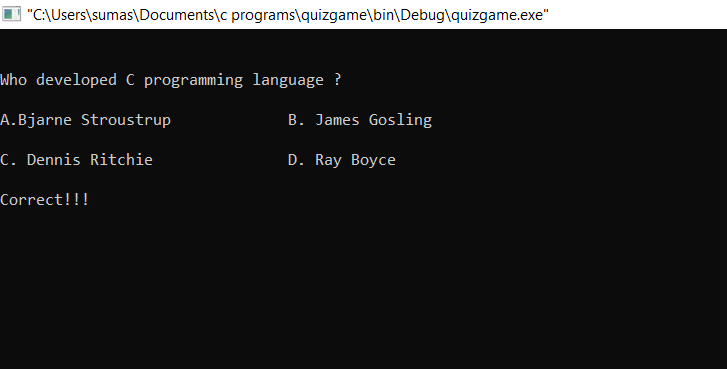 "C:\Users\sumas\Documents\c programs\quizgame\bin\Debug\quizgame.exe"
Who developed C programming language ?
A.Bjarne Stroustrup B. James Gosling
C. Dennis Ritchie D. Ray Boyce
Correct!!!